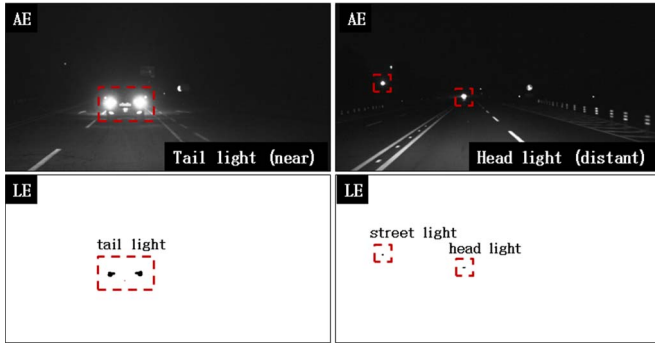 AE
Tail light (near)
AE
Head light (distant)
LE
tail light
LE
street light
head light